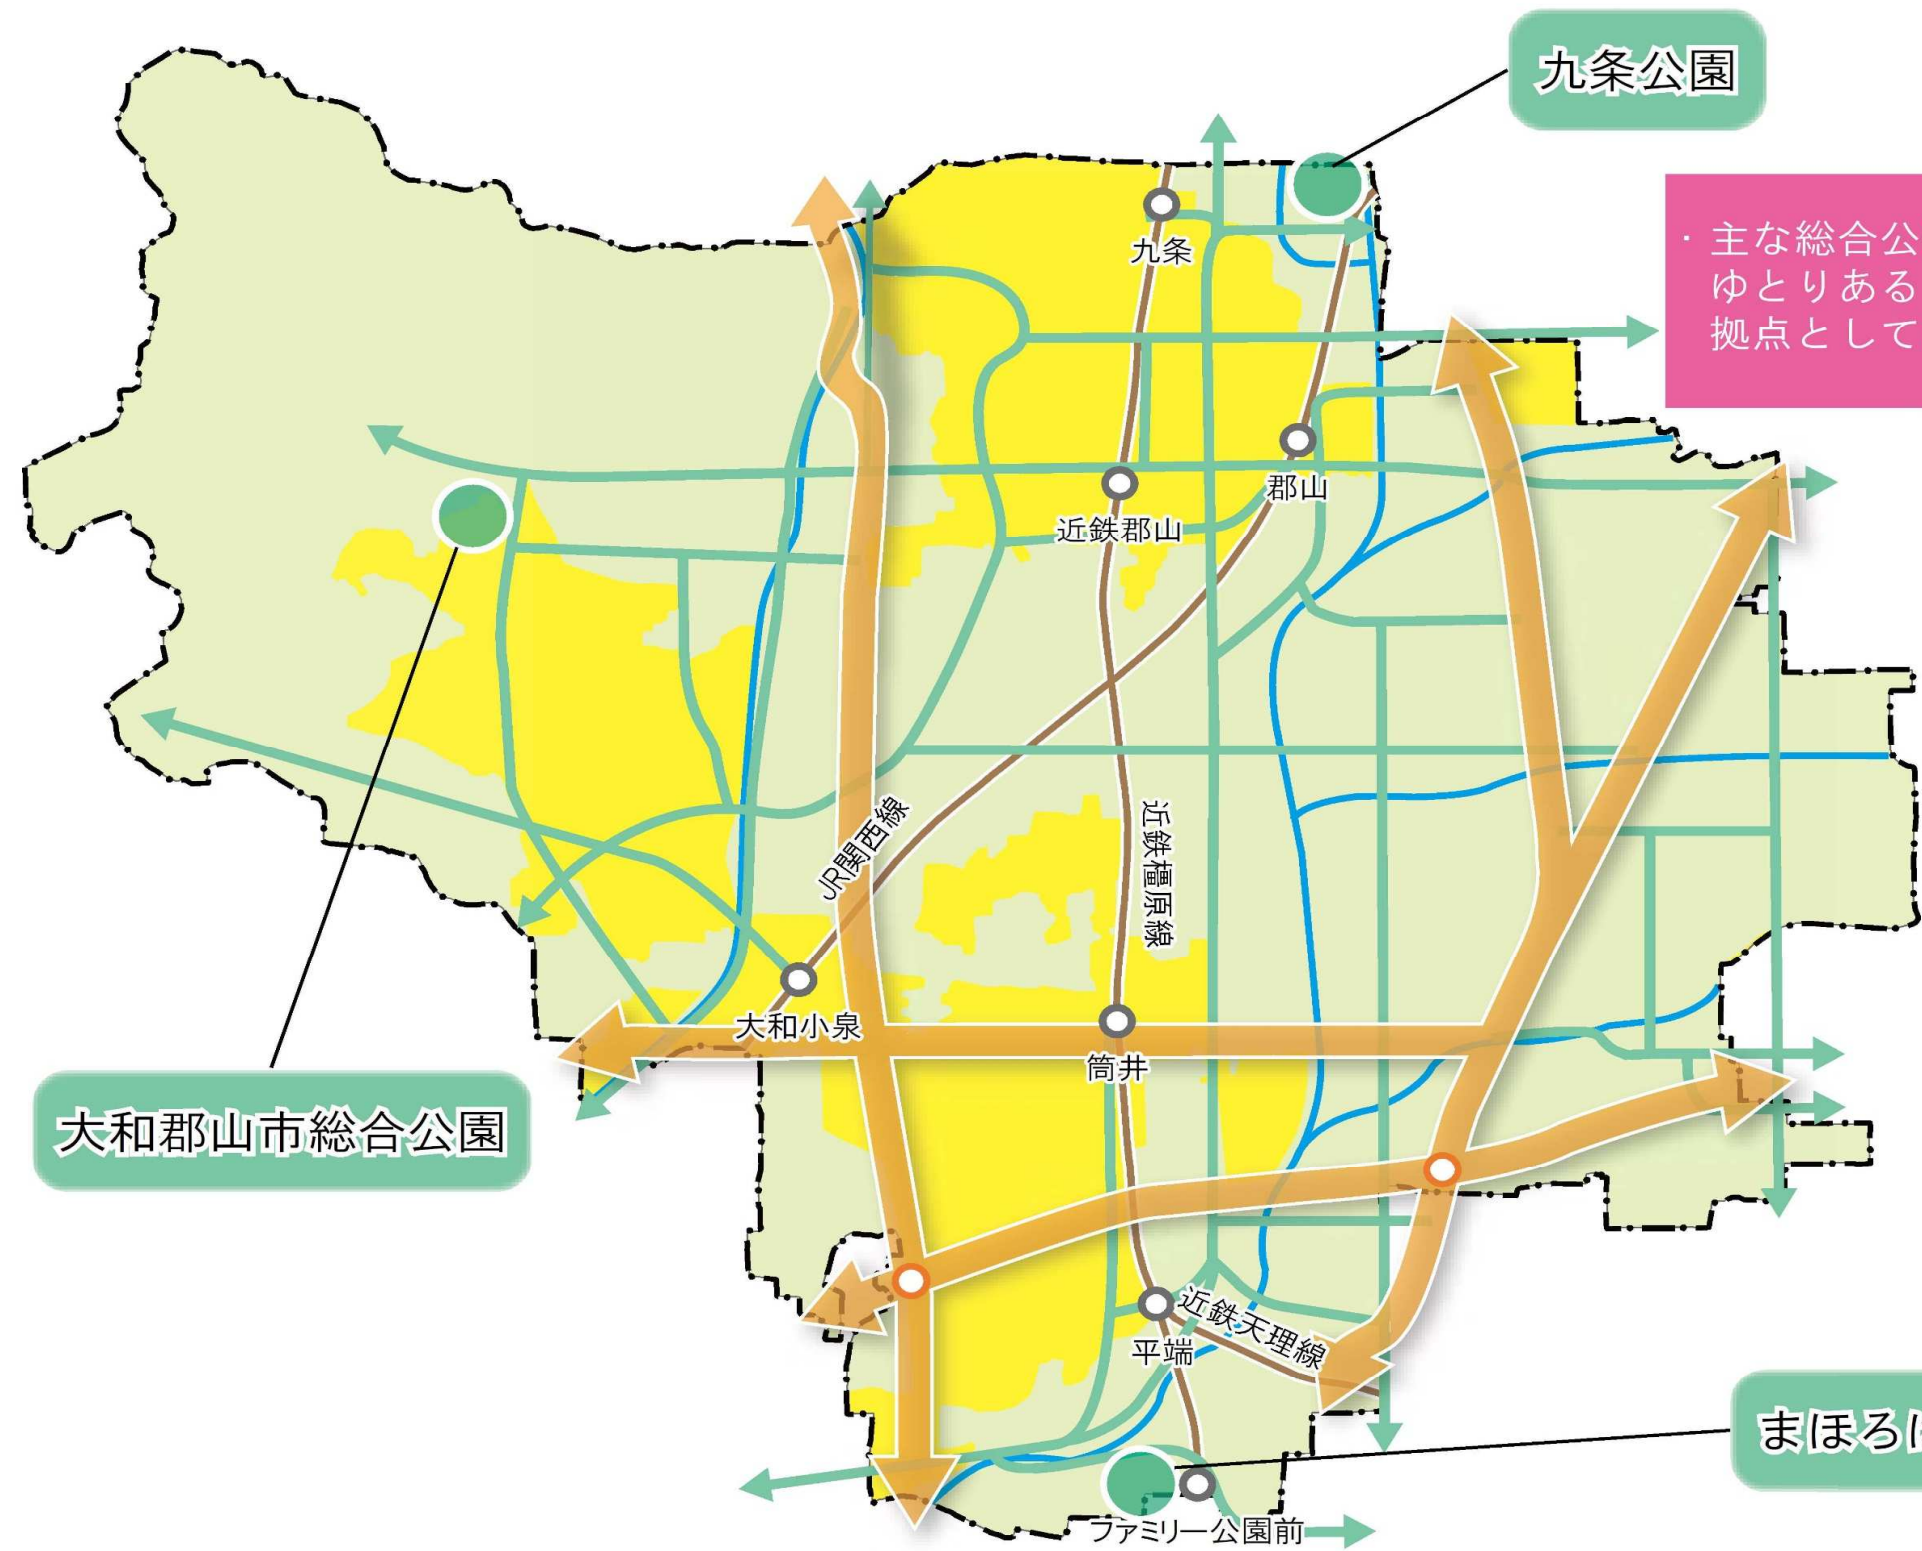 九条公園
・主な総合公
ゆとりある
拠点として
九条
郡山
近鉄郡山
JR関西線
近鉄橿原線
大和小泉
筒井
大和郡山市総合公園
近鉄天理線
平端
まほろ
ファミリー公園前